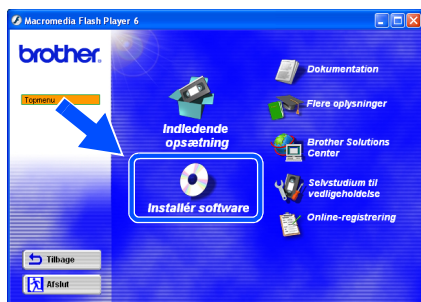 Macromedia Flash Player 6
brother.
Topmenu
Indledende
opsætning
Installér software
Dokumentation
Flere oplysninger
Brother Solutions
Center
Selvstudium til
vedligeholdelse
Online-registrering
Tilbage
Afslut